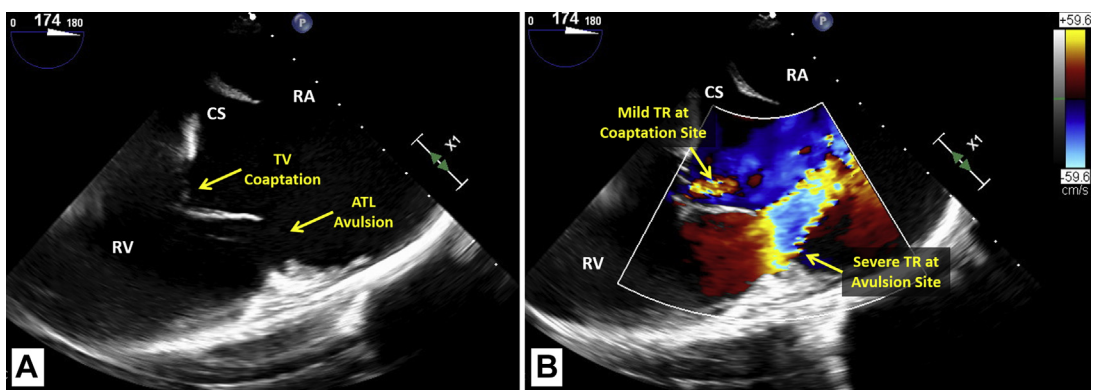 0 174 180
P
CS
RA
TV
Coaptation
ATL
Avulsion
RV
X1
A
0 174 180
P
+59.6
-59.6
cm/s
CS
RA
Mild TR at
Coaptation Site
X1
RV
Severe TR at
Avulsion Site
B